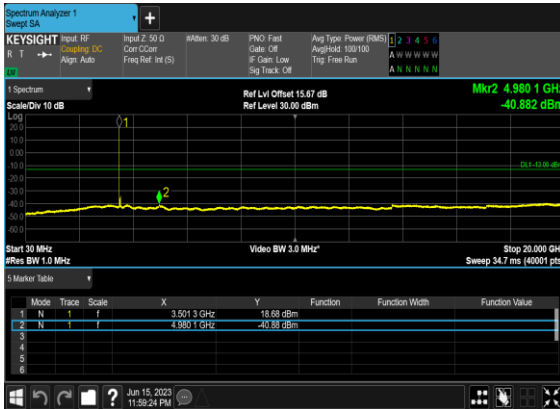 Spectrum Analyzer 1
Swept SA
+
KEYSIGHT Input: RF Input Z: 50 Ω #Atten: 30 dB PNO: Fast Avg Type: Power (RMS) 1 2 3 4 5 6
R T Coupling: DC Corr CCorr Gate: Off Avg|Hold: 100/100 A W W W W W
Align: Auto Freq Ref: Int (S) IF Gain: Low Trig: Free Run
Sig Track: Off A N N N N N
1 Spectrum
Ref Lvl Offset 15.67 dB Mkr2 4.980 1 GHz
Scale/Div 10 dB Ref Level 30.00 dBm -40.882 dBm
Log
1
20.0
10.0
0.00
-10.0
DL1 -13.00 dBm
-20.0
-30.0
2
-40.0
-50.0
-60.0
Start 30 MHz Video BW 3.0 MHz* Stop 20.000 GHz
#Res BW 1.0 MHz Sweep 34.7 ms (40001 pts)
5 Marker Table
Mode Trace Scale X Y Function Function Width Function Value
1 N 1 f 3.501 3 GHz 18.68 dBm
2 N 1 f 4.980 1 GHz -40.88 dBm
3
4
5
6
? Jun 15, 2023
11:59:24 PM